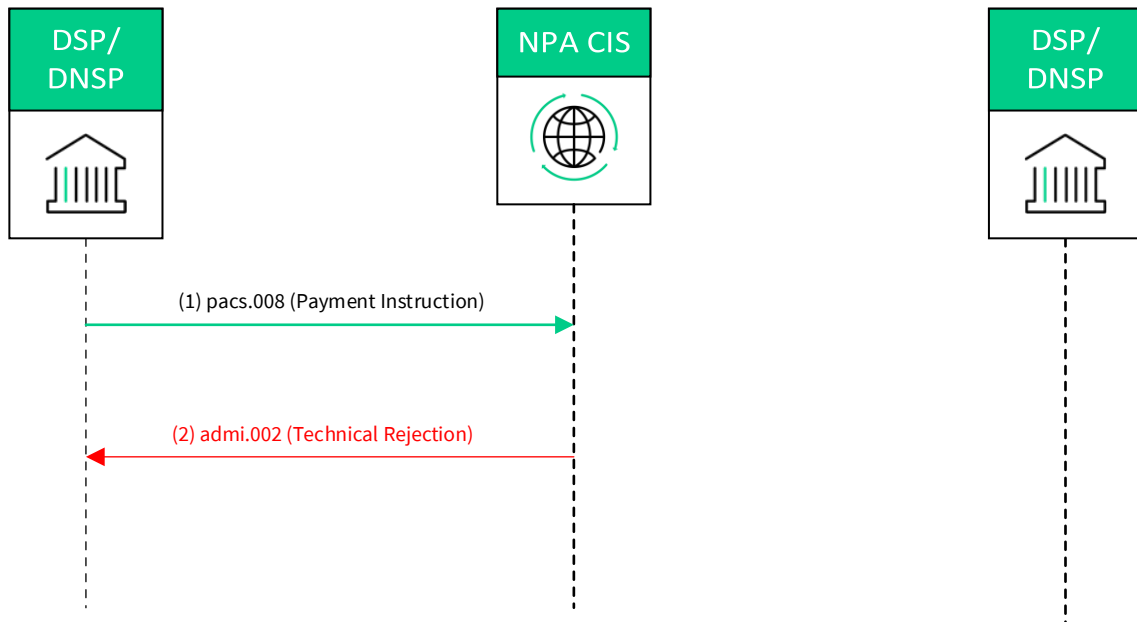 DSP/
DNSP
NPA CIS
DSP/
DNSP
(1) pacs.008 (Payment Instruction)
(2) admi.002 (Technical Rejection)